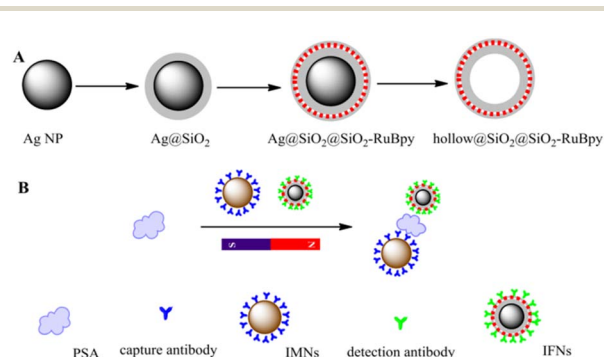 A
Ag NP
Ag@SiO2
Ag@SiO2@SiO2-RuBpy
hollow@SiO2@SiO2-RuBpy
B
S N
PSA
capture antibody
IMNs
detection antibody
IFNs